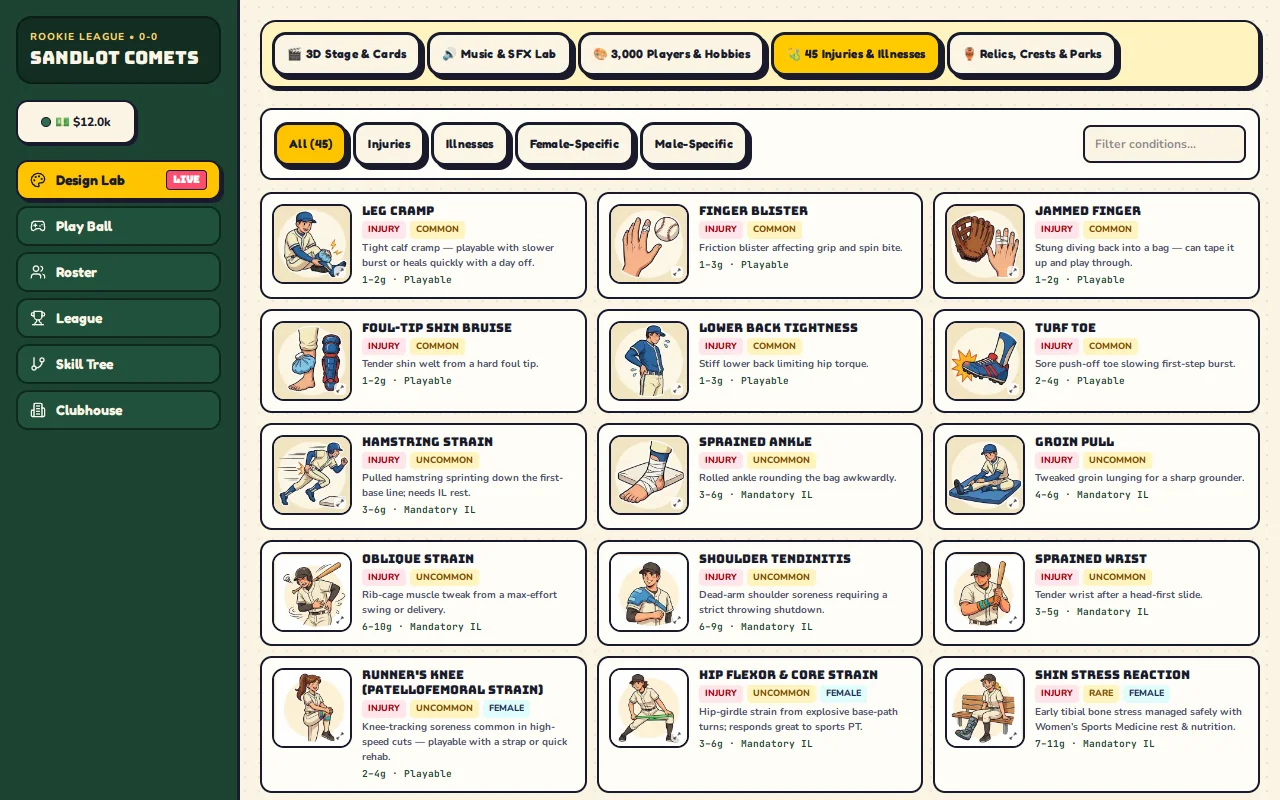 ROOKIE LEAGUE • 0-0
SANDLOT COMETS
💵 $12.0k
Design Lab
LIVE
Play Ball
Roster
League
Skill Tree
Clubhouse
🎬 3D Stage & Cards
🔊 Music & SFX Lab
🎨 3,000 Players & Hobbies
🩺 45 Injuries & Illnesses
🏺 Relics, Crests & Parks
All (45)
Injuries
Illnesses
Female-Specific
Male-Specific
Filter conditions...
LEG CRAMP
INJURY COMMON
Tight calf cramp — playable with slower
burst or heals quickly with a day off.
1-2g · Playable
FINGER BLISTER
INJURY COMMON
Friction blister affecting grip and spin bite.
1-3g · Playable
JAMMED FINGER
INJURY COMMON
Stung diving back into a bag — can tape it
up and play through.
1-2g · Playable
FOUL-TIP SHIN BRUISE
INJURY COMMON
Tender shin welt from a hard foul tip.
1-2g · Playable
LOWER BACK TIGHTNESS
INJURY COMMON
Stiff lower back limiting hip torque.
1-3g · Playable
TURF TOE
INJURY COMMON
Sore push-off toe slowing first-step burst.
2-4g · Playable
HAMSTRING STRAIN
INJURY UNCOMMON
Pulled hamstring sprinting down the first-
base line; needs IL rest.
3-6g · Mandatory IL
SPRAINED ANKLE
INJURY UNCOMMON
Rolled ankle rounding the bag awkwardly.
3-6g · Mandatory IL
GROIN PULL
INJURY UNCOMMON
Tweaked groin lunging for a sharp grounder.
4-6g · Mandatory IL
OBLIQUE STRAIN
INJURY UNCOMMON
Rib-cage muscle tweak from a max-effort
swing or delivery.
6-10g · Mandatory IL
SHOULDER TENDINITIS
INJURY UNCOMMON
Dead-arm shoulder soreness requiring a
strict throwing shutdown.
6-9g · Mandatory IL
SPRAINED WRIST
INJURY UNCOMMON
Tender wrist after a head-first slide.
3-5g · Mandatory IL
RUNNER'S KNEE
(PATELLOFEMORAL STRAIN)
INJURY UNCOMMON FEMALE
Knee-tracking soreness common in high-
speed cuts — playable with a strap or quick
rehab.
2-4g · Playable
HIP FLEXOR & CORE STRAIN
INJURY UNCOMMON FEMALE
Hip-girdle strain from explosive base-path
turns; responds great to sports PT.
3-6g · Mandatory IL
SHIN STRESS REACTION
INJURY RARE FEMALE
Early tibial bone stress managed safely with
Women's Sports Medicine rest & nutrition.
7-11g · Mandatory IL